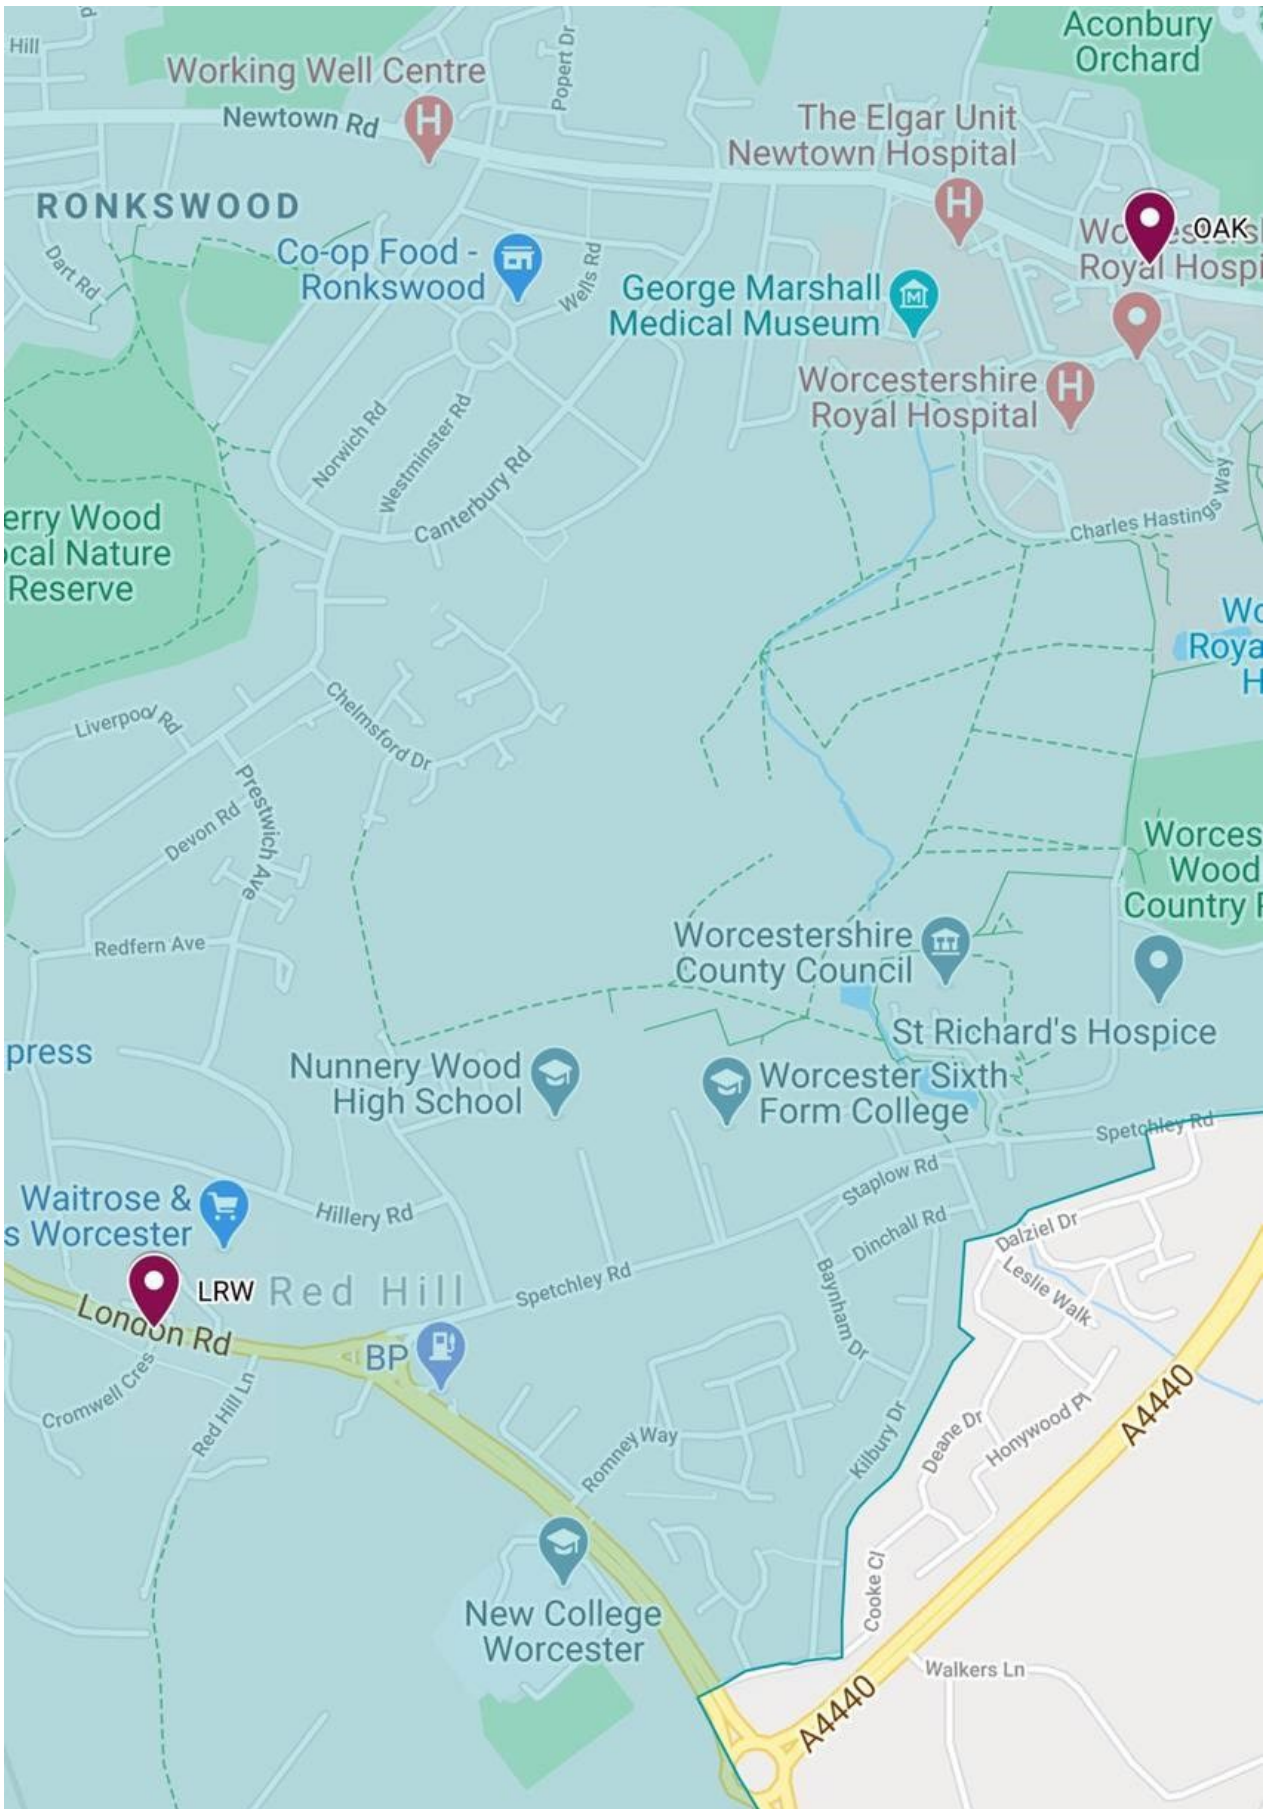 Hill
Popert Dr
Aconbury
Orchard
Working Well Centre
H
Newtown Rd
The Elgar Unit
Newtown Hospital
H
RONKSWOOD
OAK
Royal Hospi
Co-op Food -
Ronkswood
Wells Rd
Dart Rd
George Marshall
Medical Museum
M
Worcestershire
Royal Hospital
H
Norwich Rd
Westminster Rd
Canterbury Rd
Charles Hastings Way
erry Wood
ocal Nature
Reserve
Wo
Roya
H
Liverpool Rd
Chelmsford Dr
Prestwich Ave
Devon Rd
Worces
Wood
Country P
Redfern Ave
Worcestershire
County Council
St Richard's Hospice
press
Nunnery Wood
High School
Worcester Sixth
Form College
Spetchley Rd
Staplow Rd
Waitrose &
s Worcester
Hillery Rd
Dinchall Rd
Dalziel Dr
Leslie Walk
LRW
Red Hill
Spetchley Rd
Baynham Dr
London Rd
BP
Cromwell Cres
Red Hill Ln
A4440
Romney Way
Kilbury Dr
Deane Dr
Honywood Pl
Cooke Cl
New College
Worcester
Walkers Ln
A4440